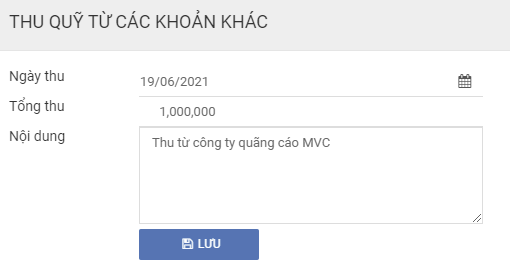 THU QUỸ TỪ CÁC KHOẢN KHÁC
Ngày thu
19/06/2021
Tổng thu
1,000,000
Nội dung
Thu từ công ty quãng cáo MVC
LƯU